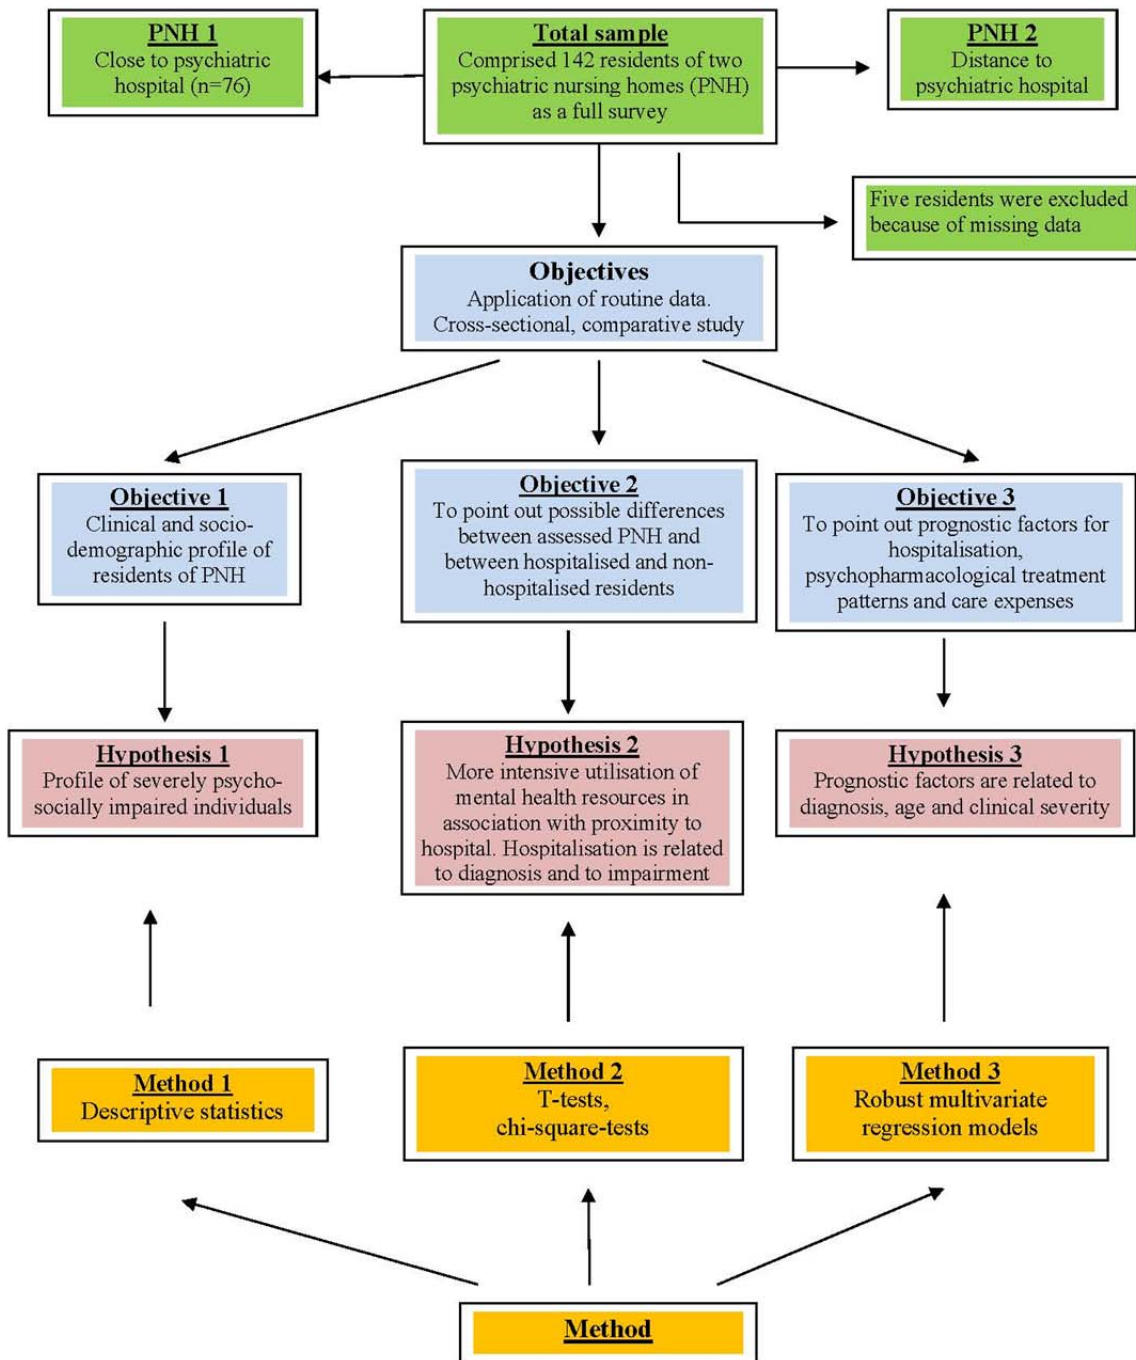 PNH 1
Close to psychiatric
hospital (n=76)
Total sample
Comprised 142 residents of two
psychiatric nursing homes (PNH)
as a full survey
PNH 2
Distance to
psychiatric hospital
Five residents were excluded
because of missing data
Objectives
Application of routine data.
Cross-sectional, comparative study
Objective 1
Clinical and socio-
demographic profile of
residents of PNH
Objective 2
To point out possible differences
between assessed PNH and
between hospitalised and non-
hospitalised residents
Objective 3
To point out prognostic factors for
hospitalisation,
psychopharmacological treatment
patterns and care expenses
Hypothesis 1
Profile of severely psycho-
socially impaired individuals
Hypothesis 2
More intensive utilisation of
mental health resources in
association with proximity to
hospital. Hospitalisation is related
to diagnosis and to impairment
Hypothesis 3
Prognostic factors are related to
diagnosis, age and clinical severity
Method 1
Descriptive statistics
Method 2
T-tests,
chi-square-tests
Method 3
Robust multivariate
regression models
Method